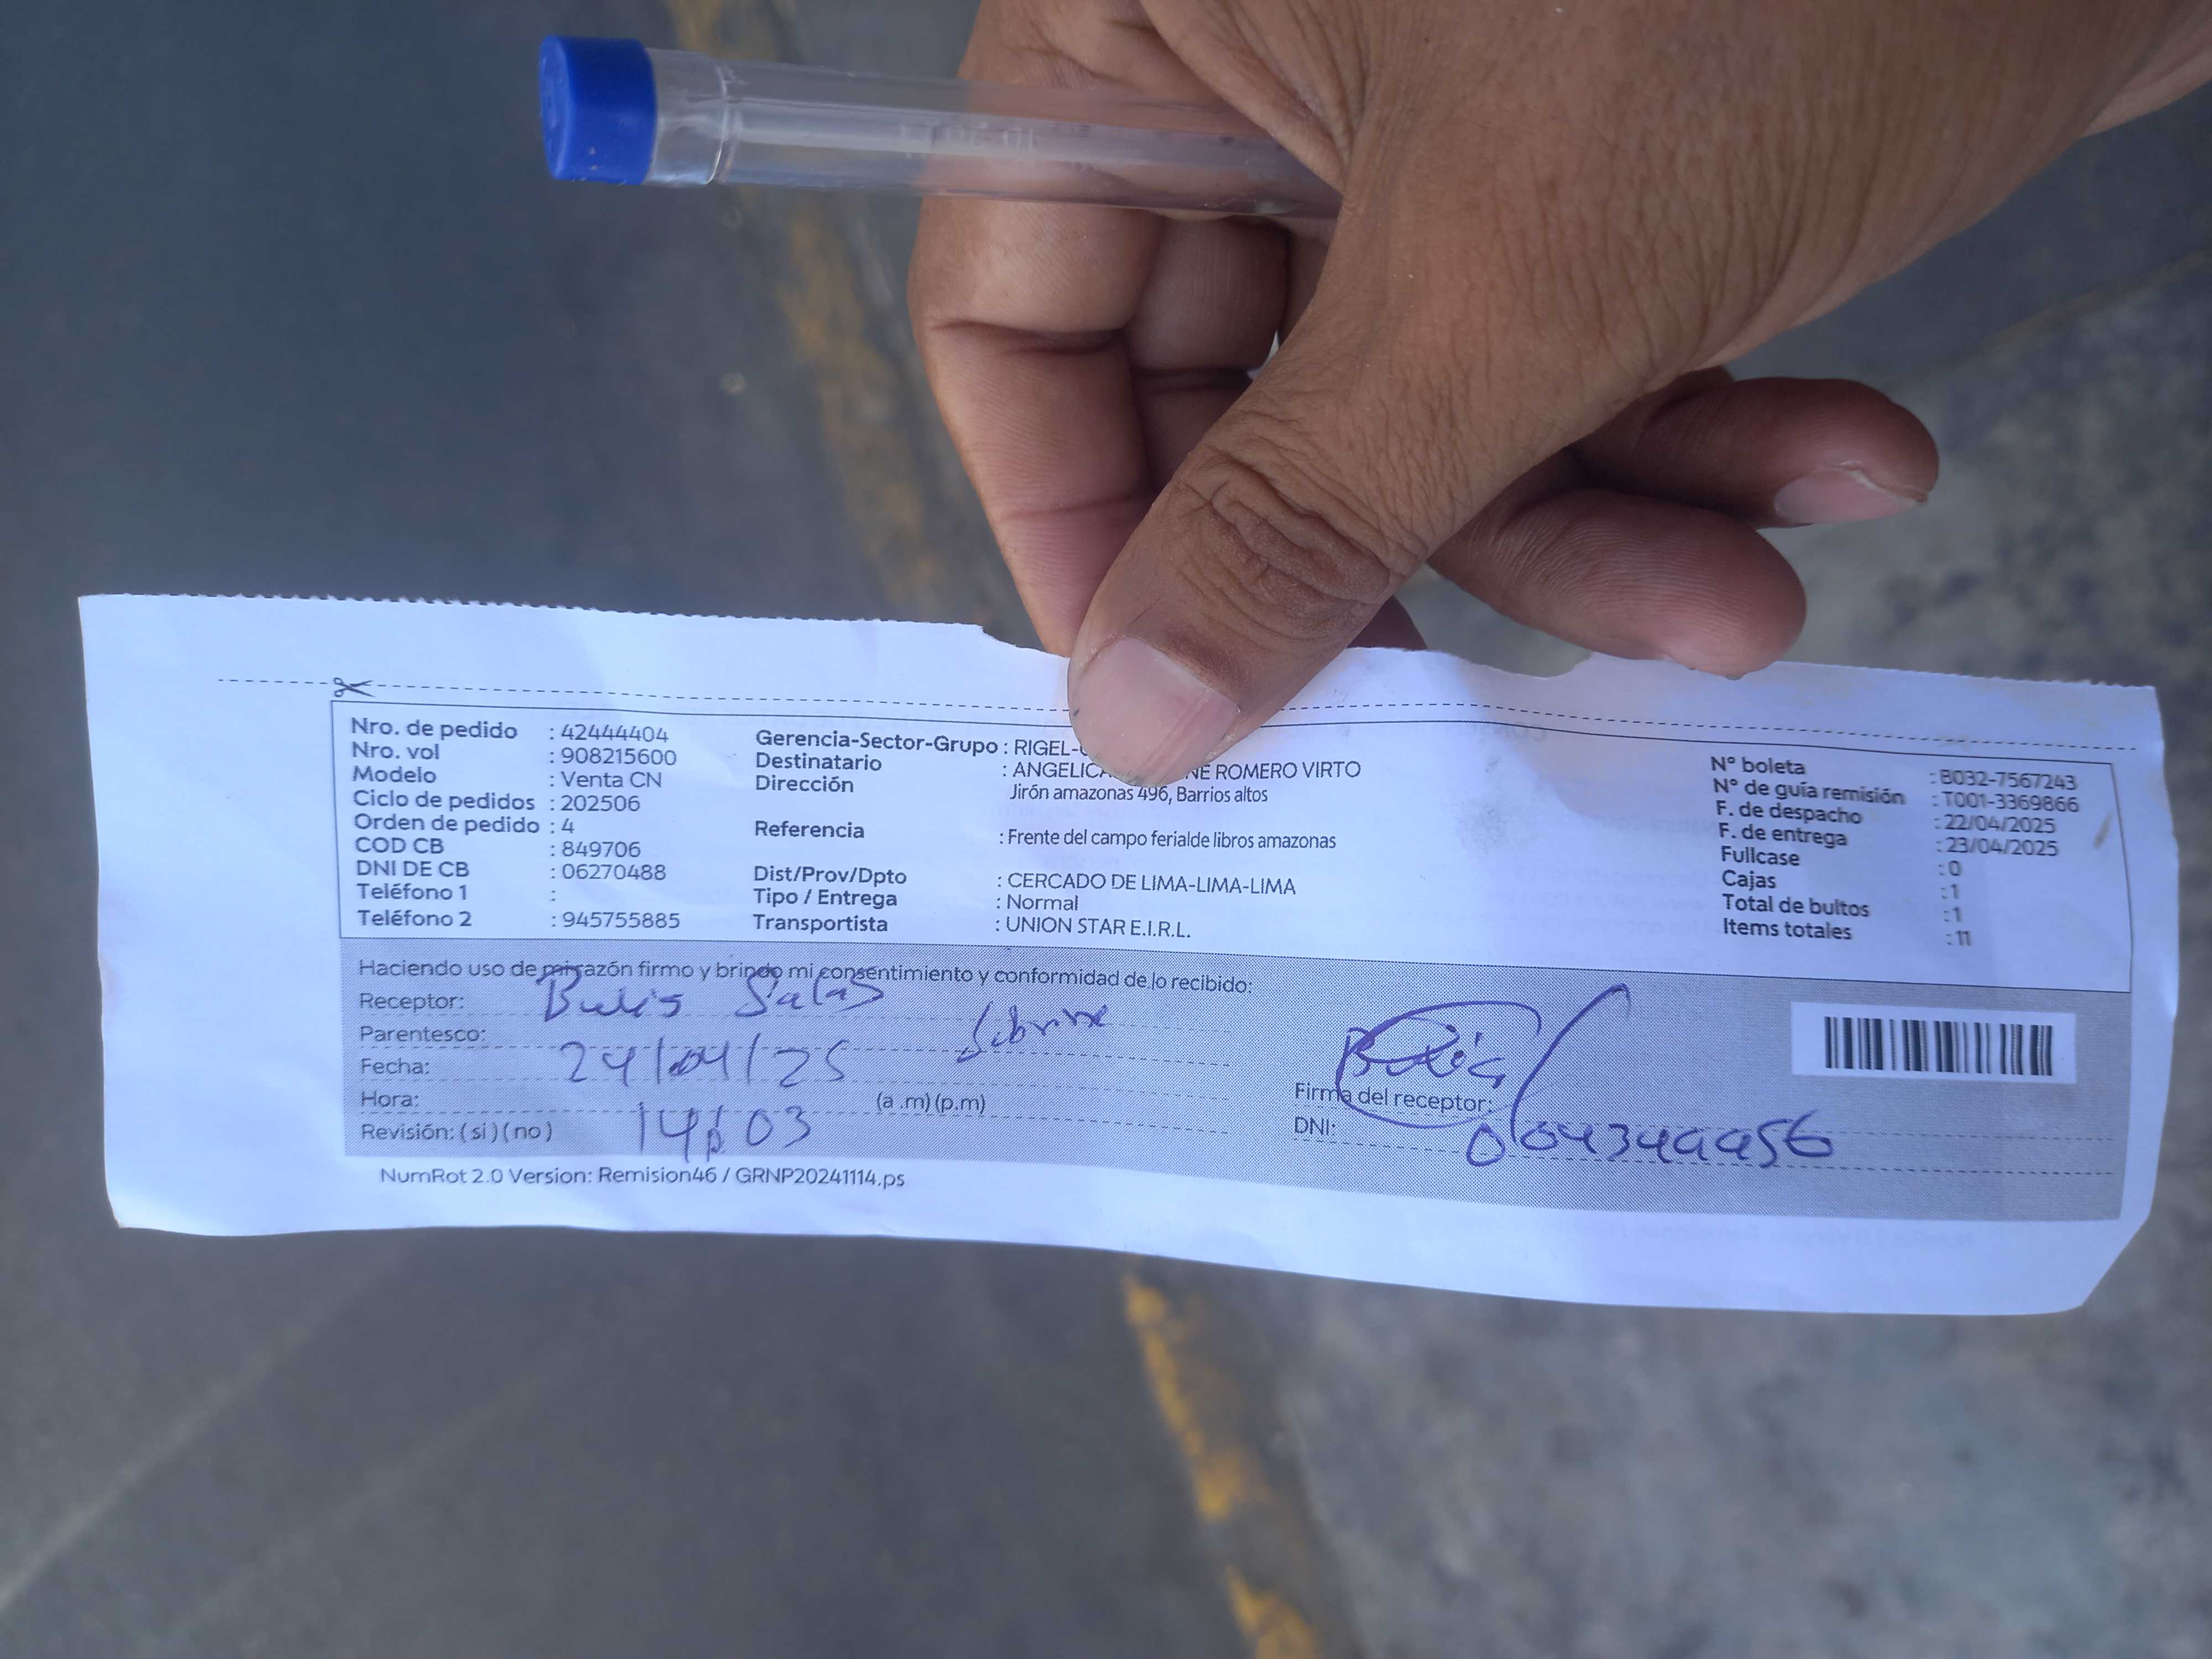 Nro. de pedido : 42444404
Nro. vol : 908215600
Modelo : Venta CN
Ciclo de pedidos : 202506
Orden de pedido : 4
COD CB : 849706
DNI DE CB : 06270488
Teléfono 1 :
Teléfono 2 : 945755885
Gerencia-Sector-Grupo : RIGEL-
Destinatario : ANGELICA ROMERO VIRTO
Dirección Jirón amazonas 496, Barrios altos
Referencia : Frente del campo ferialde libros amazonas
Dist/Prov/Dpto : CERCADO DE LIMA-LIMA-LIMA
Tipo / Entrega : Normal
Transportista : UNION STAR E.I.R.L.
N° boleta : B032-7567243
N° de guía remisión : T001-3369866
F. de despacho : 22/04/2025
F. de entrega : 23/04/2025
Fullcase : 0
Cajas : 1
Total de bultos : 1
Items totales : 11
Haciendo uso de mi razón firmo y brindo mi consentimiento y conformidad de lo recibido:
Receptor: Salas
Parentesco:
Fecha: 24/04/25
Hora: (a .m) (p.m)
Revisión: ( si ) ( no ) 14 03
Firma del receptor:
DNI:
NumRot 2.0 Version: Remision46 / GRNP20241114.ps